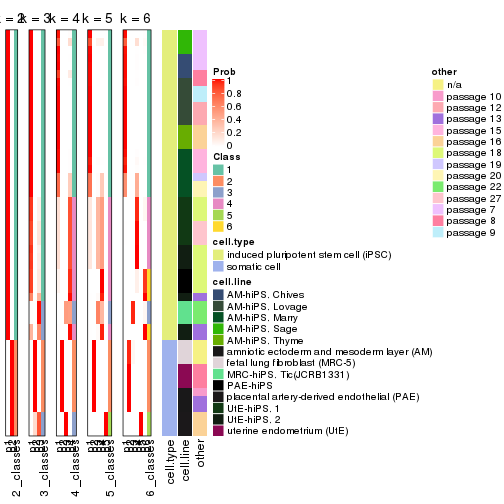 k = 2 k = 3 k = 4 k = 5 k = 6
Prob
1
0.8
0.6
0.4
0.2
0
Class
1
2
3
4
5
6
cell.type
induced pluripotent stem cell (iPSC)
somatic cell
cell.line
AM-hiPS. Chives
AM-hiPS. Lovage
AM-hiPS. Marry
AM-hiPS. Sage
AM-hiPS. Thyme
amniotic ectoderm and mesoderm layer (AM)
fetal lung fibroblast (MRC-5)
MRC-hiPS. Tic(JCRB1331)
PAE-hiPS
placental artery-derived endothelial (PAE)
UtE-hiPS. 1
UtE-hiPS. 2
uterine endometrium (UtE)
other
n/a
passage 10
passage 12
passage 13
passage 15
passage 16
passage 18
passage 19
passage 20
passage 22
passage 27
passage 7
passage 8
passage 9
2_classes
3_classes
4_classes
5_classes
6_classes
cell.type
cell.line
other